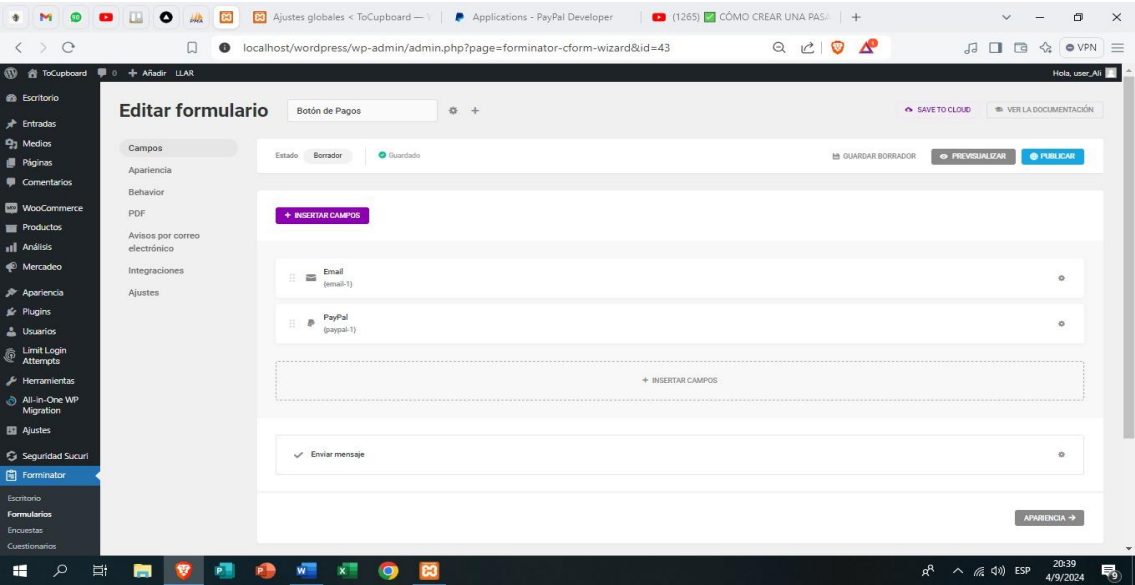 Ajustes globales < ToCupboard — W
Applications - PayPal Developer
(1265) ✅ CÓMO CREAR UNA PASA
localhost/wordpress/wp-admin/admin.php?page=forminator-cform-wizard&id=43
VPN
ToCupboard 0 + Añadir LLAR
Hola, user_Ali
Escritorio
Entradas
Medios
Páginas
Comentarios
WooCommerce
Productos
Análisis
Mercadeo
Apariencia
Plugins
Usuarios
Limit Login
Attempts
Herramientas
All-in-One WP
Migration
Ajustes
Seguridad Sucuri
Forminator
Escritorio
Formularios
Encuestas
Cuestionarios
Editar formulario
Botón de Pagos
SAVE TO CLOUD
VER LA DOCUMENTACIÓN
Campos
Apariencia
Behavior
PDF
Avisos por correo
electrónico
Integraciones
Ajustes
Estado Borrador Guardado
GUARDAR BORRADOR
PREVISUALIZAR
PUBLICAR
+ INSERTAR CAMPOS
Email
(email-1)
PayPal
(paypal-1)
+ INSERTAR CAMPOS
Enviar mensaje
APARIENCIA →
ESP
20:39
4/9/2024